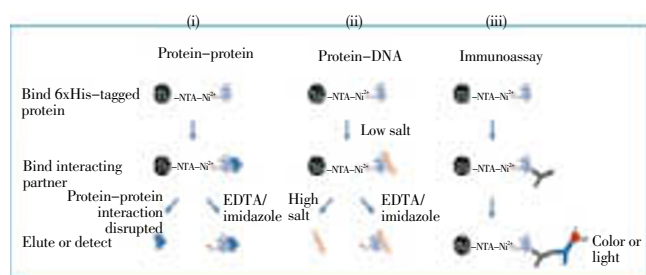 (i) (ii) (iii)
Protein–protein Protein–DNA Immunoassay
Bind 6xHis–tagged
protein
–NTA–Ni²⁺ –NTA–Ni²⁺ –NTA–Ni²⁺
Low salt
Bind interacting
partner
–NTA–Ni²⁺ –NTA–Ni²⁺ –NTA–Ni²⁺
Protein–protein
interaction
disrupted
EDTA/
imidazole
High
salt
EDTA/
imidazole
Elute or detect
–NTA–Ni²⁺
Color or
light